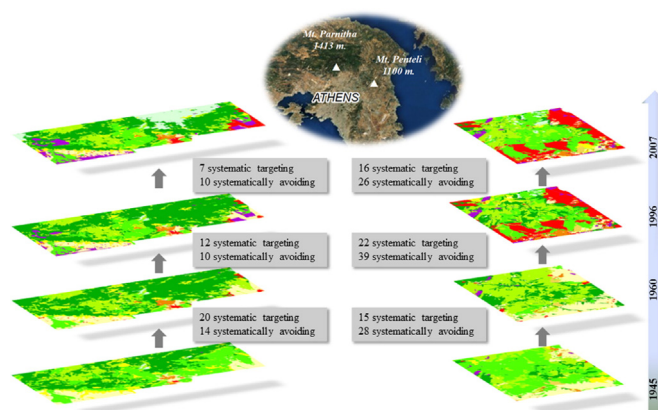 Mt. Parnitha
1413 m.
Mt. Penteli
1100 m.
ATHENS
7 systematic targeting
10 systematically avoiding
16 systematic targeting
26 systematically avoiding
2007
12 systematic targeting
10 systematically avoiding
22 systematic targeting
39 systematically avoiding
1996
20 systematic targeting
14 systematically avoiding
15 systematic targeting
28 systematically avoiding
1960
1945